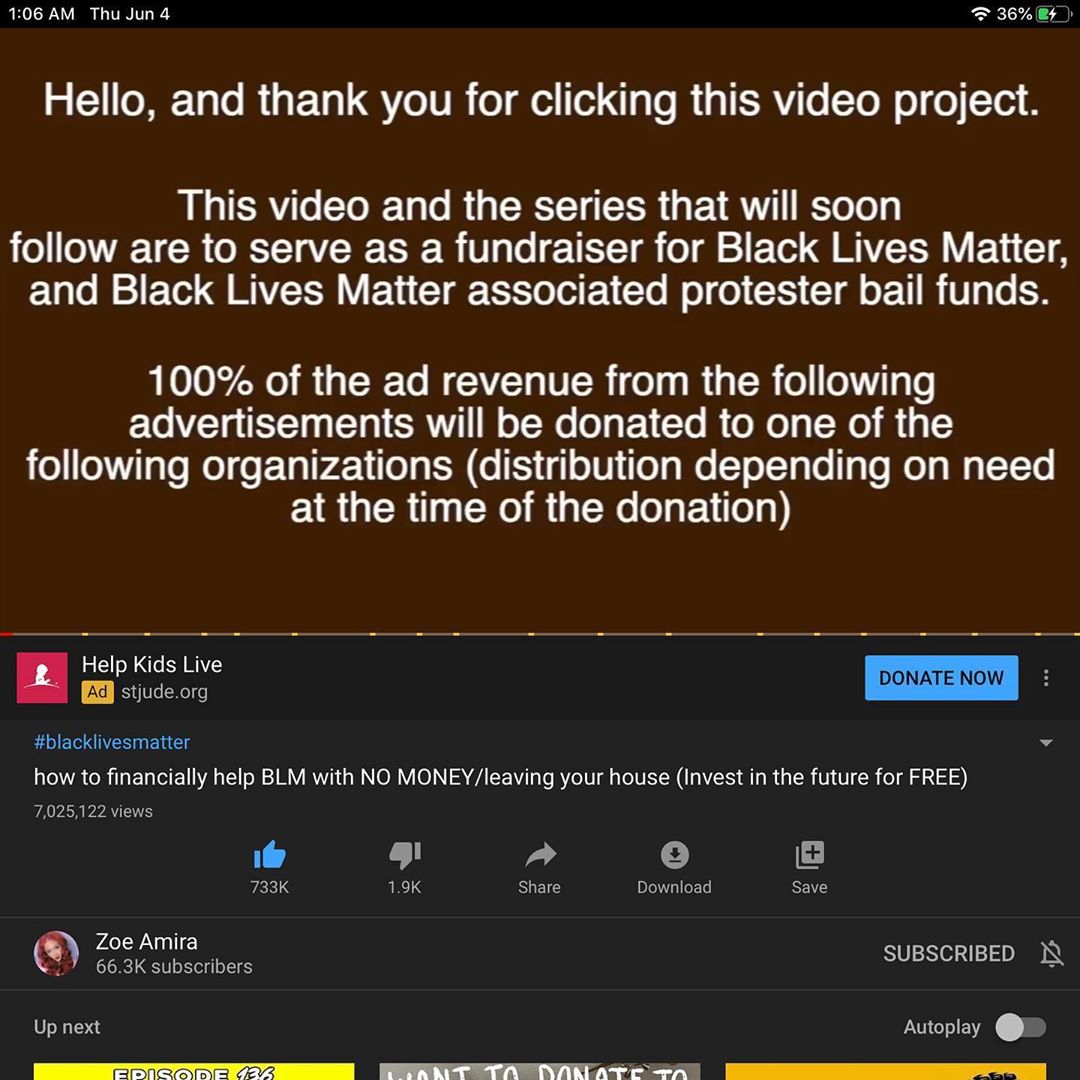 1:06 AM Thu Jun 4
36%
Hello, and thank you for clicking this video project.
This video and the series that will soon
follow are to serve as a fundraiser for Black Lives Matter,
and Black Lives Matter associated protester bail funds.
100% of the ad revenue from the following
advertisements will be donated to one of the
following organizations (distribution depending on need
at the time of the donation)
Help Kids Live
Ad stjude.org
DONATE NOW
#blacklivesmatter
how to financially help BLM with NO MONEY/leaving your house (Invest in the future for FREE)
7,025,122 views
733K
1.9K
Share
Download
Save
Zoe Amira
66.3K subscribers
SUBSCRIBED
Up next
Autoplay
EPISODE 136
WANT TO DONATE TO